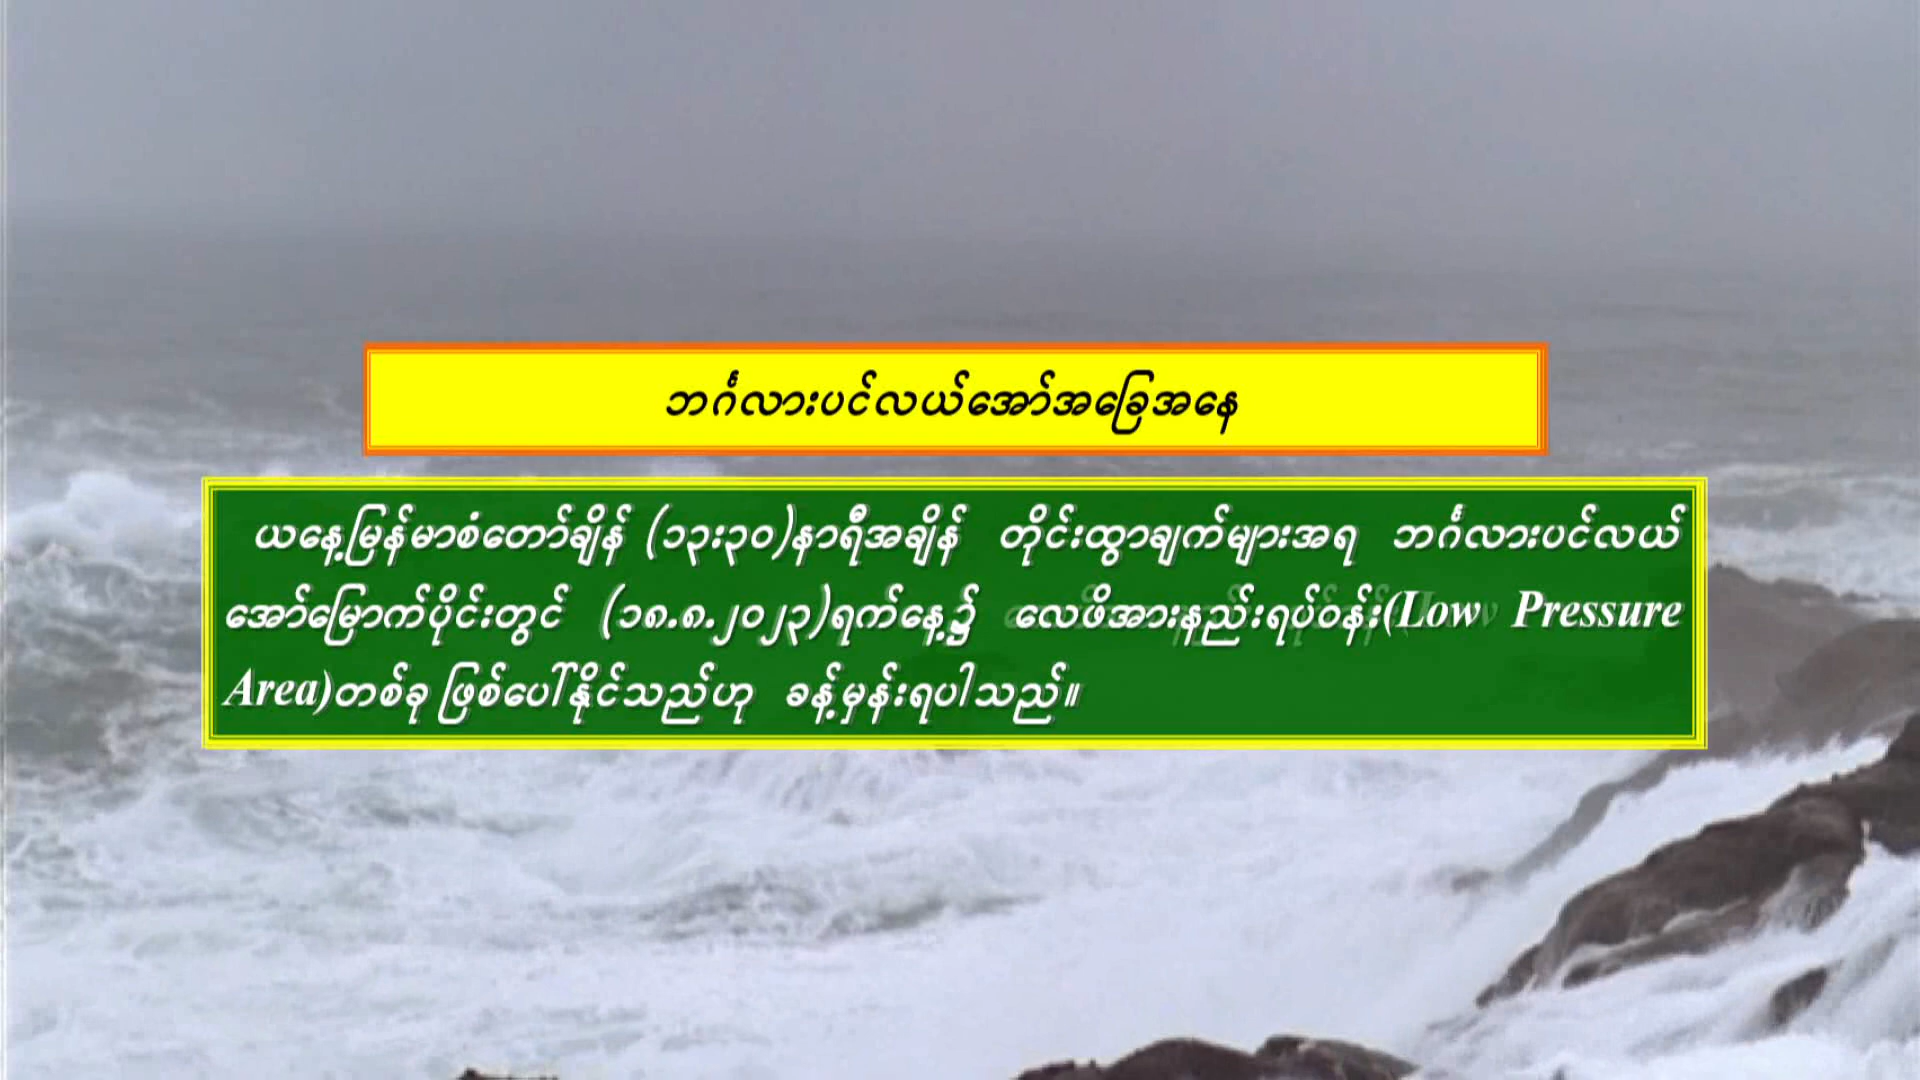 ဘင်္ဂလားပင်လယ်အော်အခြေအနေ
ယနေ့မြန်မာစံတော်ချိန် (၁၃း၃၀)နာရီအချိန် တိုင်းထွာချက်များအရ ဘင်္ဂလားပင်လယ်
အော်မြောက်ပိုင်းတွင် (၁၈.၈.၂၀၂၃)ရက်နေ့၌ လေဖိအားနည်းရပ်ဝန်း(Low Pressure
Area)တစ်ခု ဖြစ်ပေါ်နိုင်သည်ဟု ခန့်မှန်းရပါသည်။